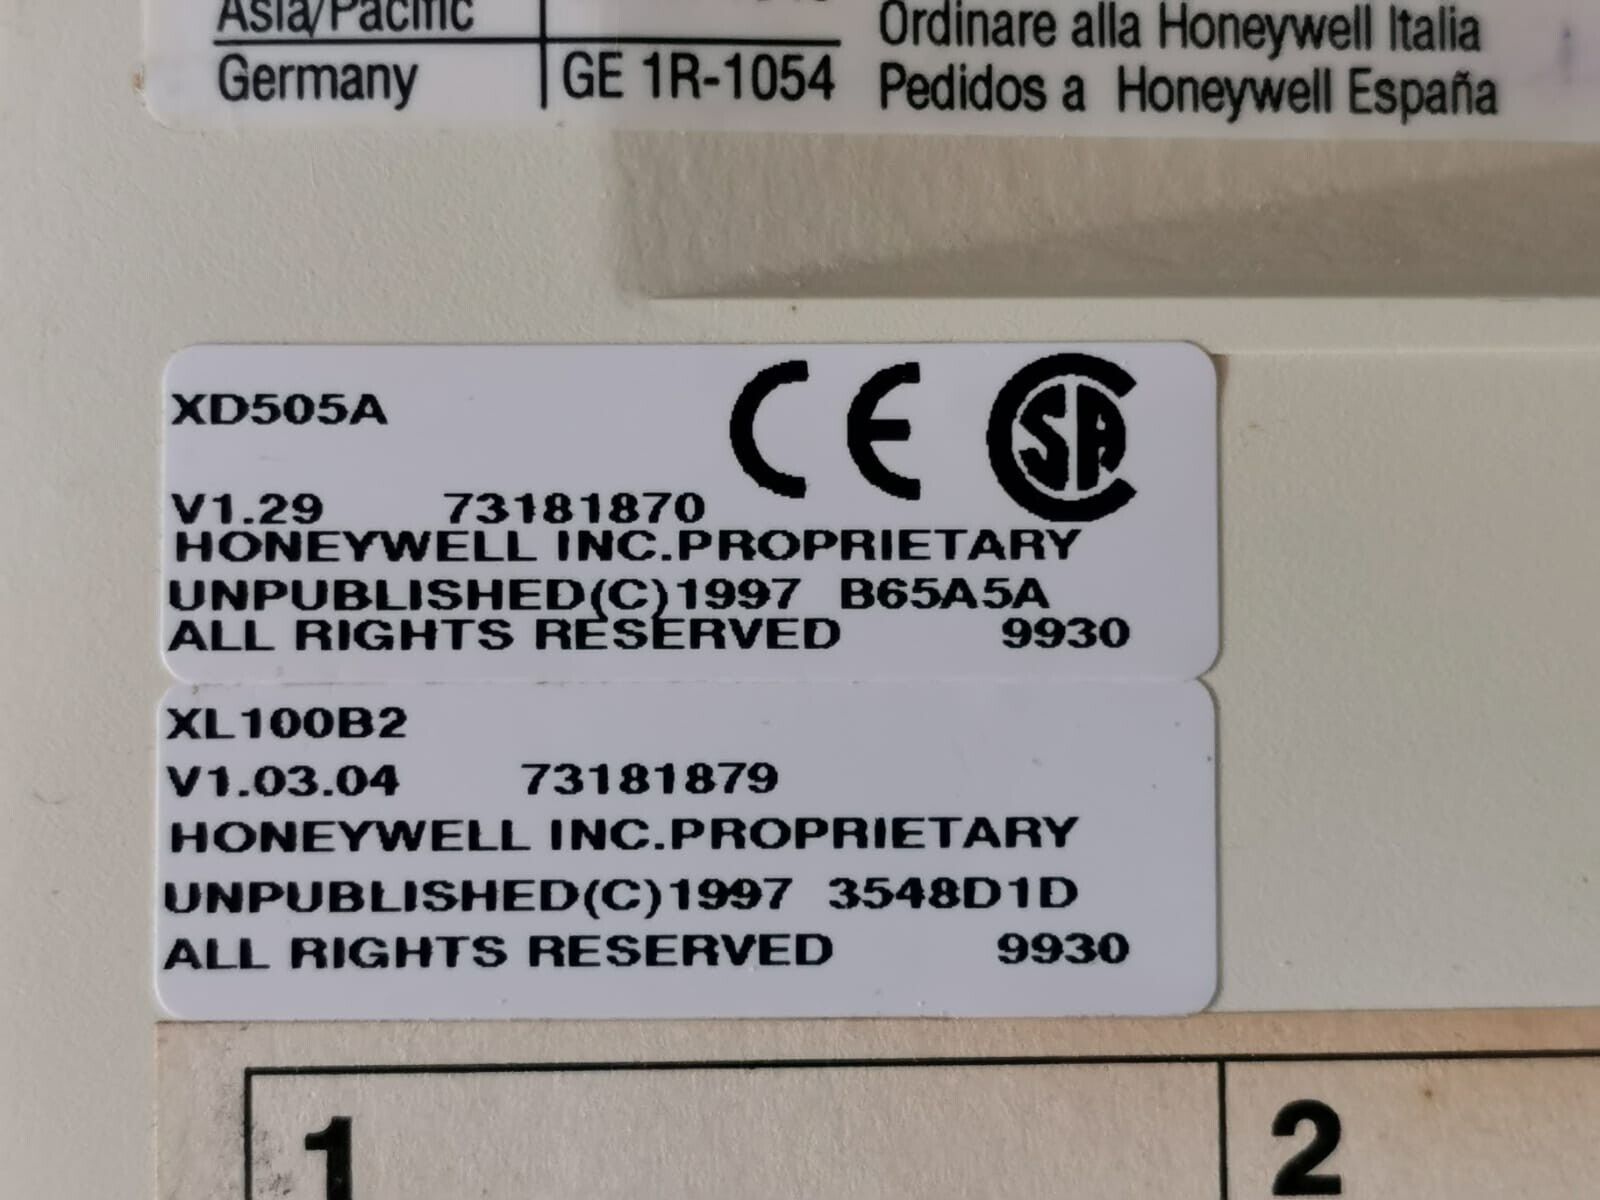 Asia/Pacific
Germany GE 1R-1054
Ordinare alla Honeywell Italia
Pedidos a Honeywell España
XD505A CE CSA
V1.29 73181870
HONEYWELL INC.PROPRIETARY
UNPUBLISHED(C)1997 B65A5A
ALL RIGHTS RESERVED 9930
XL100B2
V1.03.04 73181879
HONEYWELL INC.PROPRIETARY
UNPUBLISHED(C)1997 3548D1D
ALL RIGHTS RESERVED 9930
1 2